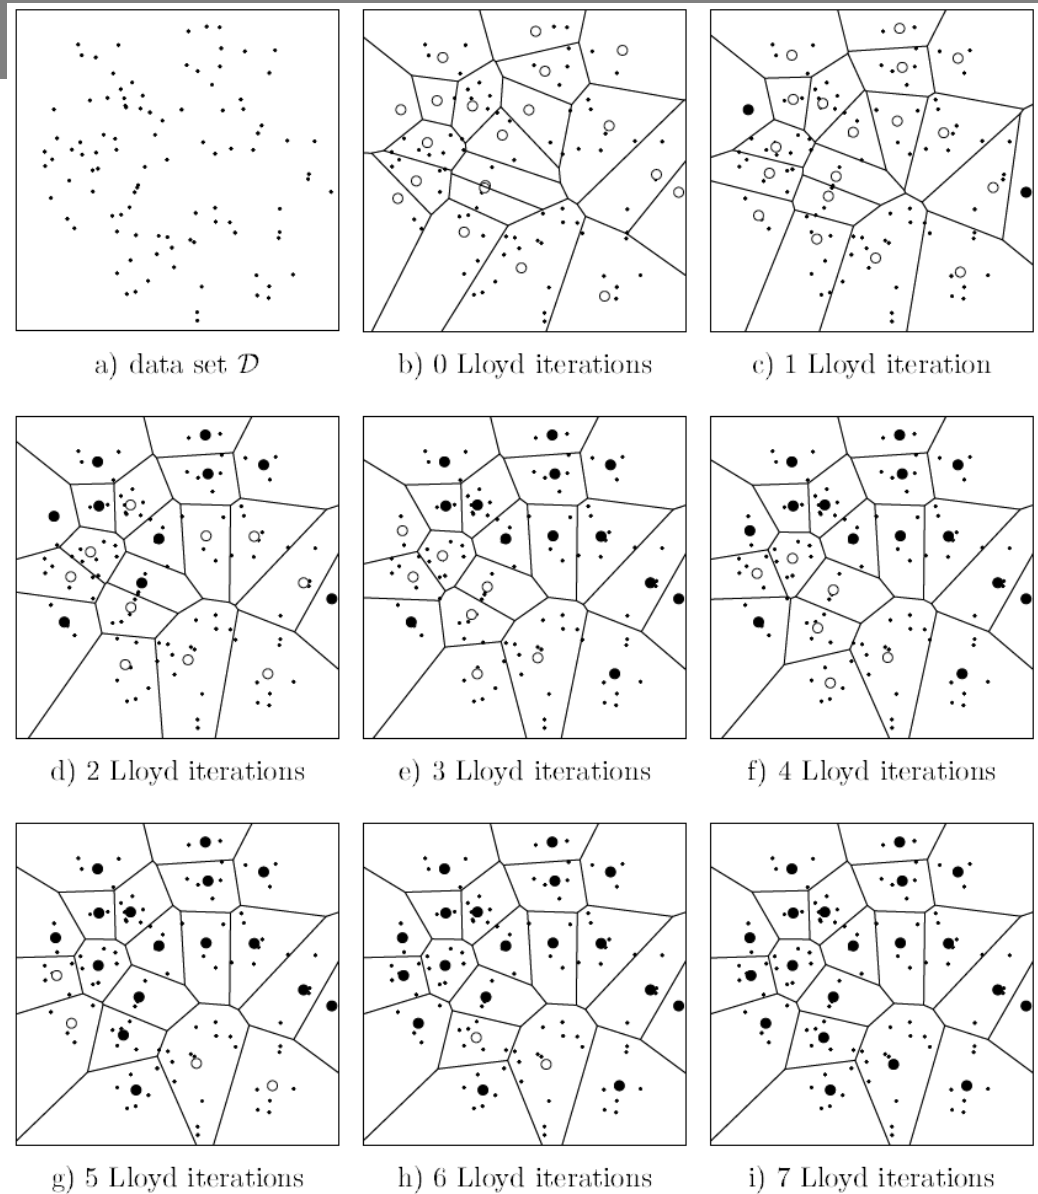 a) data set 𝒟
b) 0 Lloyd iterations
c) 1 Lloyd iteration
d) 2 Lloyd iterations
e) 3 Lloyd iterations
f) 4 Lloyd iterations
g) 5 Lloyd iterations
h) 6 Lloyd iterations
i) 7 Lloyd iterations